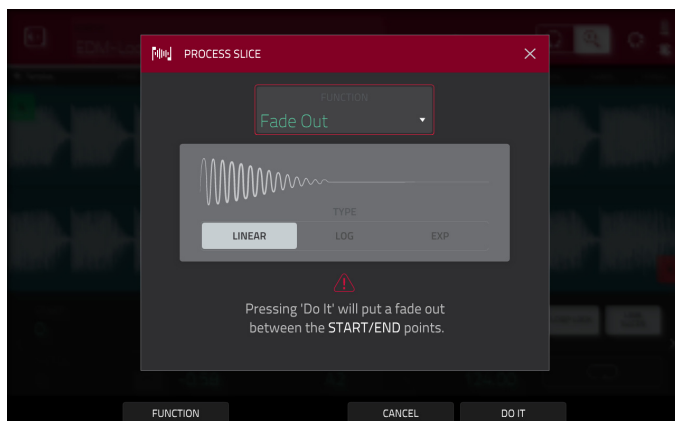 PROCESS SLICE
FUNCTION
Fade Out
TYPE
LINEAR LOG EXP
Pressing 'Do It' will put a fade out
between the START/END points.
FUNCTION CANCEL DO IT